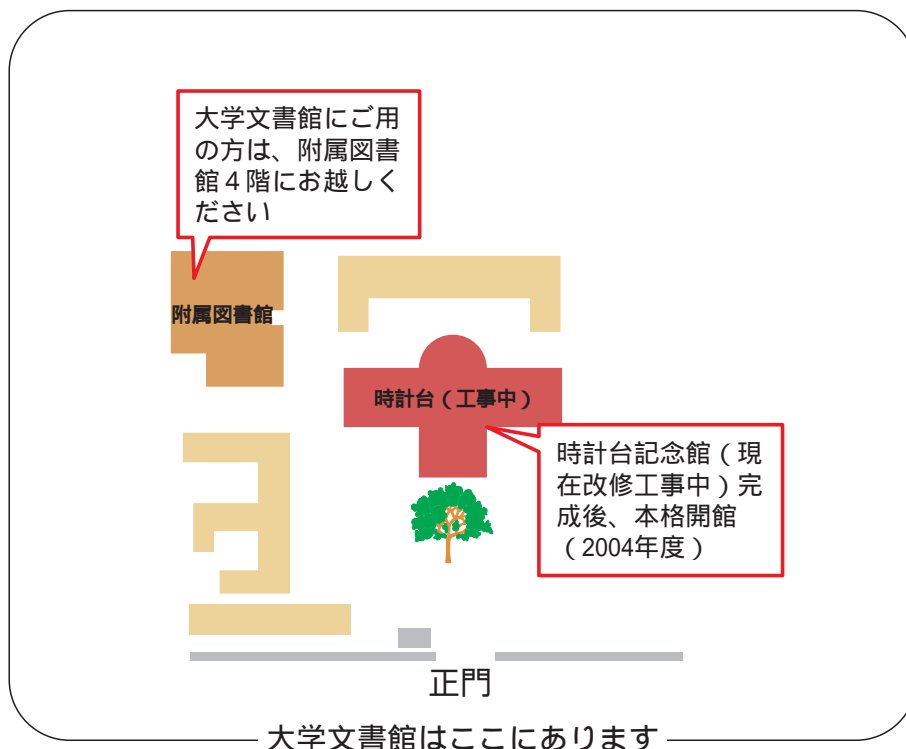 大学文書館にご用
の方は、附属図書
館４階にお越しく
ださい
附属図書館
時計台（工事中）
時計台記念館（現
在改修工事中）完
成後、本格開館
（2004年度）
正門
大学文書館はここにあります